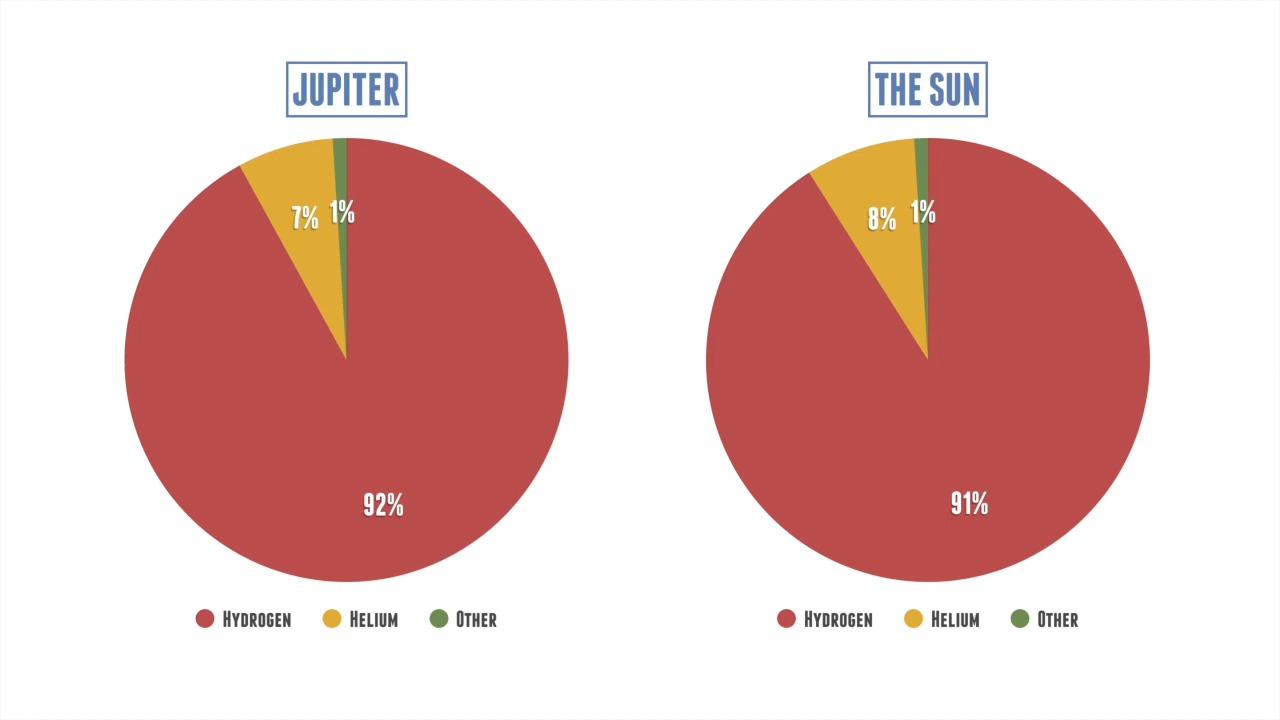 JUPITER
7% 1%
92%
Hydrogen Helium Other
THE SUN
8% 1%
91%
Hydrogen Helium Other